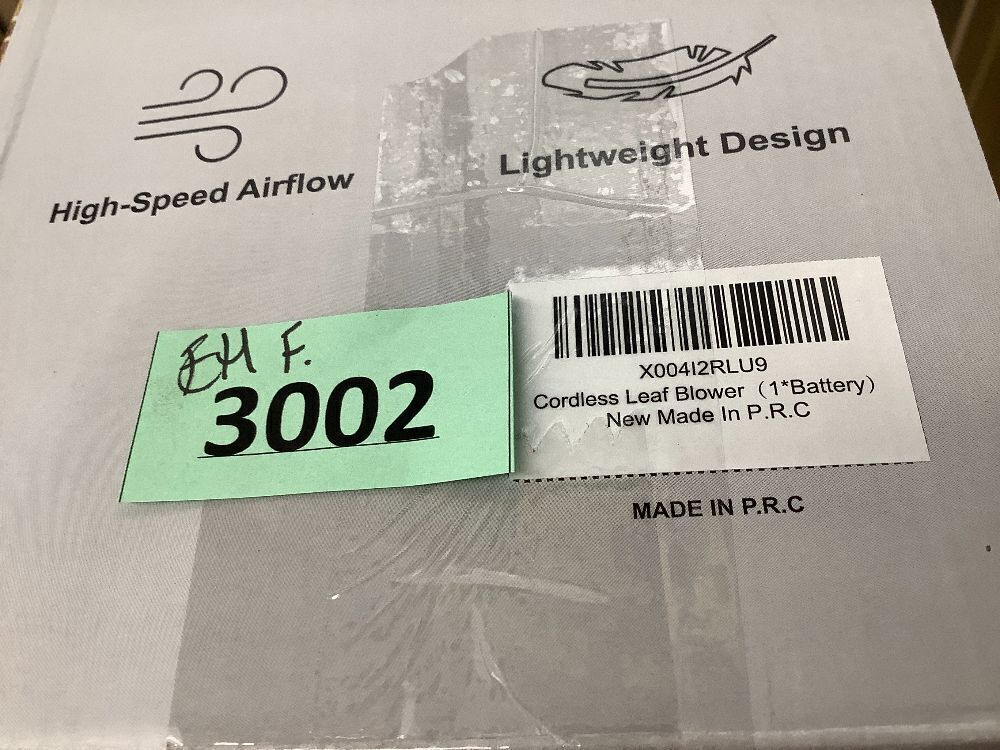 High-Speed Airflow
Lightweight Design
EH F.
3002
X004I2RLU9
Cordless Leaf Blower（1*Battery）
New Made In P.R.C
MADE IN P.R.C